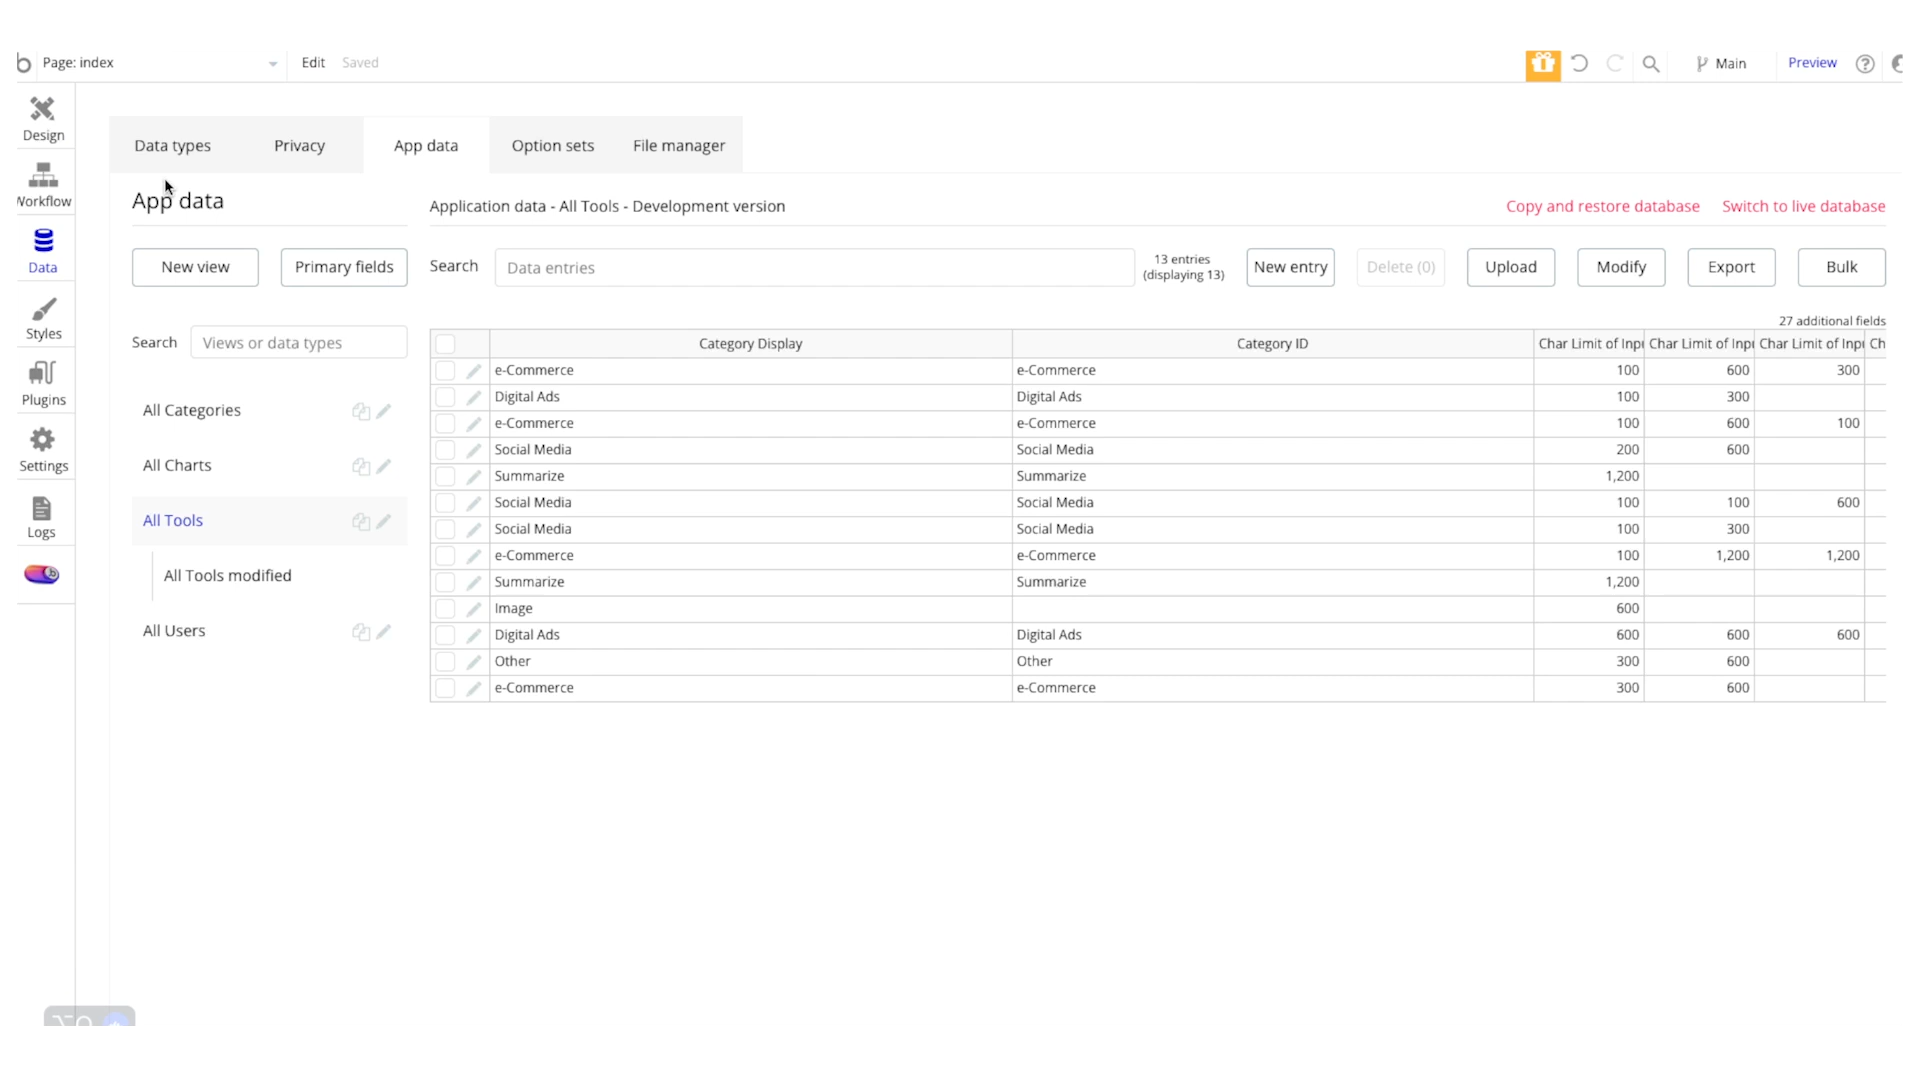 Page: index
Edit
Saved
Main
Preview
Design
Workflow
Data
Styles
Plugins
Settings
Logs
Data types
Privacy
App data
Option sets
File manager
App data
New view
Primary fields
Search
Views or data types
All Categories
All Charts
All Tools
All Tools modified
All Users
Application data - All Tools - Development version
Copy and restore database
Switch to live database
Search
Data entries
13 entries
(displaying 13)
New entry
Delete (0)
Upload
Modify
Export
Bulk
27 additional fields
Category Display Category ID Char Limit of Inpu Char Limit of Inpu Char Limit of Inpu Ch
e-Commerce e-Commerce 100 600 300
Digital Ads Digital Ads 100 300
e-Commerce e-Commerce 100 600 100
Social Media Social Media 200 600
Summarize Summarize 1,200
Social Media Social Media 100 100 600
Social Media Social Media 100 300
e-Commerce e-Commerce 100 1,200 1,200
Summarize Summarize 1,200
Image 600
Digital Ads Digital Ads 600 600 600
Other Other 300 600
e-Commerce e-Commerce 300 600